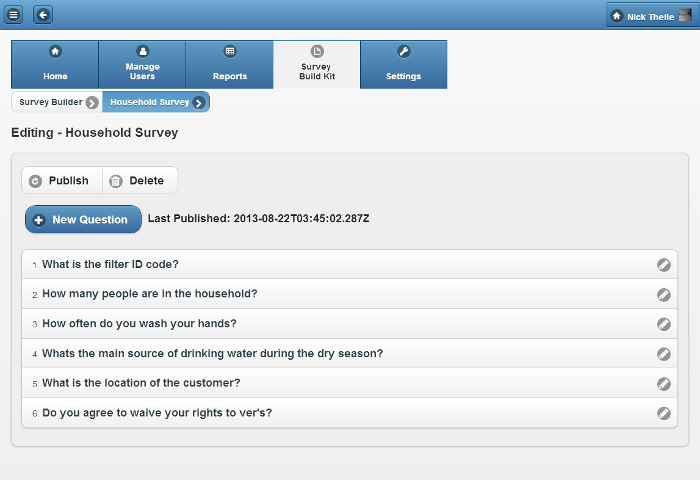 Nick Theile
Home
Manage
Users
Reports
Survey
Build Kit
Settings
Survey Builder
Household Survey
Editing - Household Survey
Publish
Delete
New Question
Last Published: 2013-08-22T03:45:02.287Z
1. What is the filter ID code?
2. How many people are in the household?
3. How often do you wash your hands?
4. Whats the main source of drinking water during the dry season?
5. What is the location of the customer?
6. Do you agree to waive your rights to ver's?